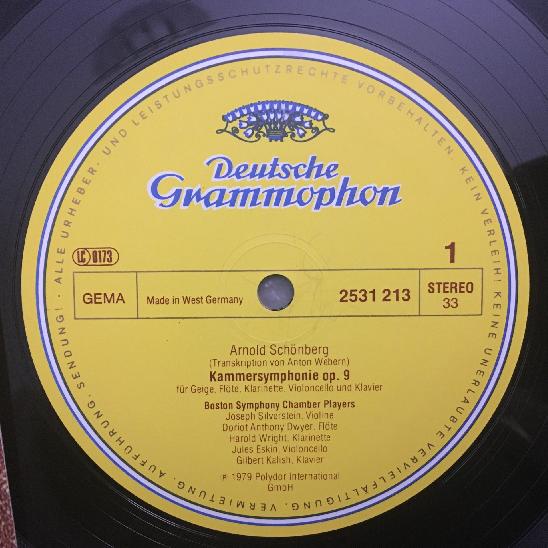 · ALLE URHEBER- UND LEISTUNGSSCHUTZRECHTE VORBEHALTEN. KEIN VERLEIH! KEINE UNERLAUBTE VERVIELFÄLTIGUNG, VERMIETUNG, AUFFÜHRUNG, SENDUNG!
Deutsche
Grammophon
LC 0173
1
GEMA
Made in West Germany
2531 213
STEREO
33
Arnold Schönberg
(Transkription von Anton Webern)
Kammersymphonie op. 9
für Geige, Flöte, Klarinette, Violoncello und Klavier
Boston Symphony Chamber Players
Joseph Silverstein, Violine
Doriot Anthony Dwyer, Flöte
Harold Wright, Klarinette
Jules Eskin, Violoncello
Gilbert Kalish, Klavier
℗ 1979 Polydor International
GmbH